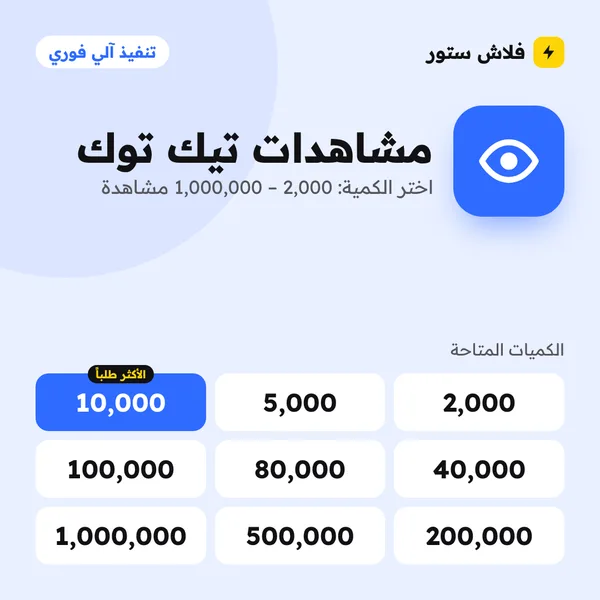 فلاش ستور
تنفيذ آلي فوري
مشاهدات تيك توك
اختر الكمية: 2,000 – 1,000,000 مشاهدة
الكميات المتاحة
2,000
5,000
الأكثر طلباً
10,000
40,000
80,000
100,000
200,000
500,000
1,000,000